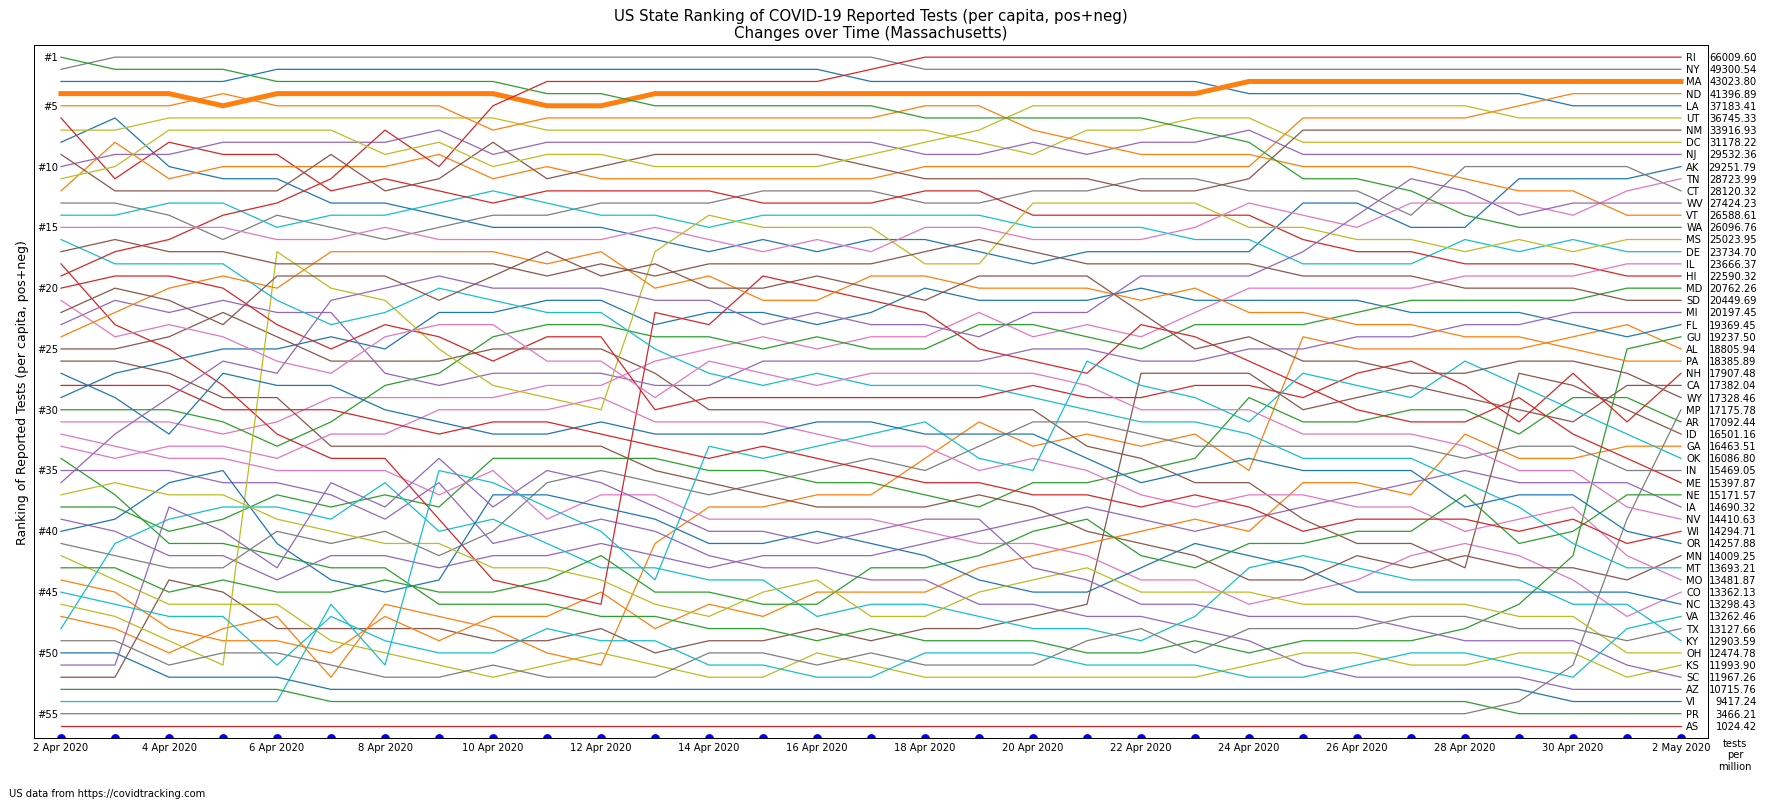 US State Ranking of COVID-19 Reported Tests (per capita, pos+neg)
Changes over Time (Massachusetts)
Ranking of Reported Tests (per capita, pos+neg)
#1
#5
#10
#15
#20
#25
#30
#35
#40
#45
#50
#55
RI 66009.60
NY 49300.54
MA 43023.80
ND 41396.89
LA 37183.41
UT 36745.33
NM 33916.93
DC 31178.22
NJ 29532.36
AK 29251.79
TN 28723.99
CT 28120.32
WV 27424.23
VT 26588.61
WA 26096.76
MS 25023.95
DE 23734.70
IL 23666.37
HI 22590.32
MD 20762.26
SD 20449.69
MI 20197.45
FL 19369.45
GU 19237.50
AL 18805.94
PA 18385.89
NH 17907.48
CA 17382.04
WY 17328.46
MP 17175.78
AR 17092.44
ID 16501.16
GA 16463.51
OK 16086.80
IN 15469.05
ME 15397.87
NE 15171.57
IA 14690.32
NV 14410.63
WI 14294.71
OR 14257.88
MN 14009.25
MT 13693.21
MO 13481.87
CO 13362.13
NC 13298.43
VA 13262.46
TX 13127.66
KY 12903.59
OH 12474.78
KS 11993.90
SC 11967.26
AZ 10715.76
VI 9417.24
PR 3466.21
AS 1024.42
2 Apr 2020 4 Apr 2020 6 Apr 2020 8 Apr 2020 10 Apr 2020 12 Apr 2020 14 Apr 2020 16 Apr 2020 18 Apr 2020 20 Apr 2020 22 Apr 2020 24 Apr 2020 26 Apr 2020 28 Apr 2020 30 Apr 2020 2 May 2020
tests
per
million
US data from https://covidtracking.com